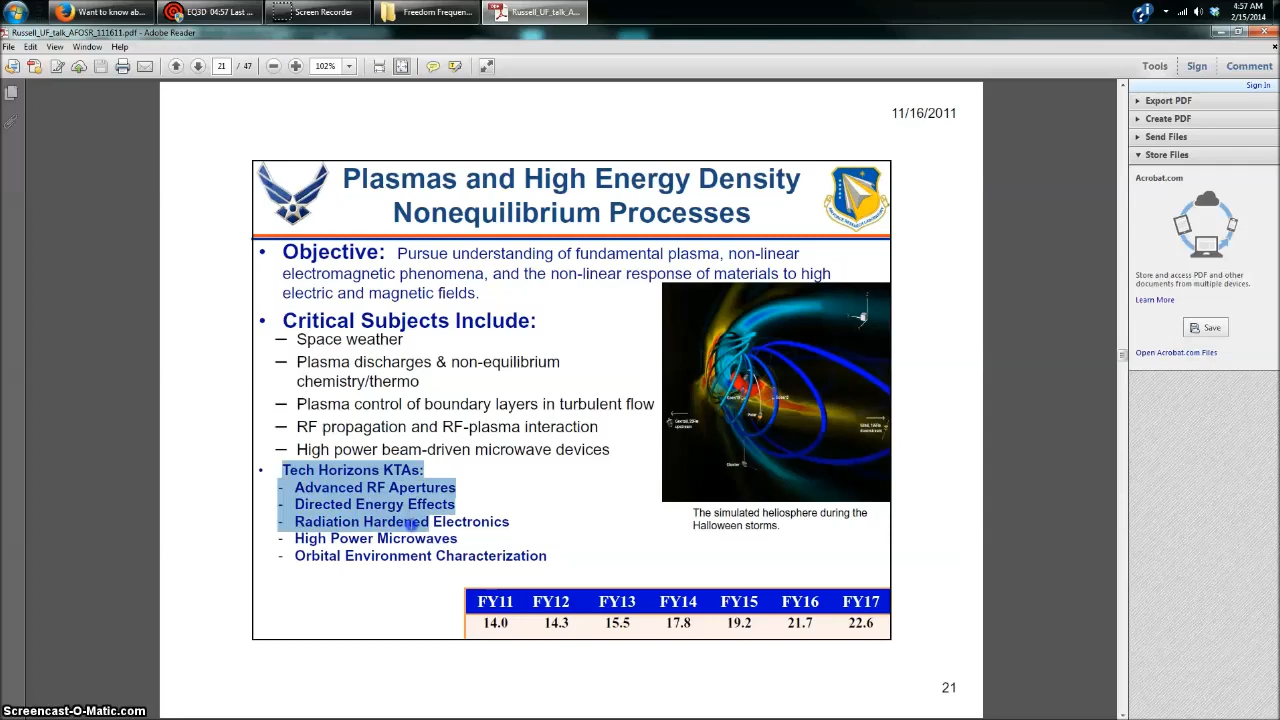 Firefox Want to know ab...
EQ3D 04:57 Last ...
Screen Recorder
Freedom Frequen...
Russell_UF_talk_A...
4:57 AM
2/15/2014
Russell_UF_talk_AFOSR_111611.pdf - Adobe Reader
File Edit View Window Help
21 / 47
102%
Tools Sign Comment
Sign In
Export PDF
Create PDF
Send Files
Store Files
Acrobat.com
Store and access PDF and other
documents from multiple devices.
Learn More
Save
Open Acrobat.com Files
11/16/2011
Plasmas and High Energy Density
Nonequilibrium Processes
• Objective: Pursue understanding of fundamental plasma, non-linear
electromagnetic phenomena, and the non-linear response of materials to high
electric and magnetic fields.
• Critical Subjects Include:
– Space weather
– Plasma discharges & non-equilibrium
chemistry/thermo
– Plasma control of boundary layers in turbulent flow
– RF propagation and RF-plasma interaction
– High power beam-driven microwave devices
• Tech Horizons KTAs:
- Advanced RF Apertures
- Directed Energy Effects
- Radiation Hardened Electronics
- High Power Microwaves
- Orbital Environment Characterization
The simulated heliosphere during the
Halloween storms.
FY11 FY12 FY13 FY14 FY15 FY16 FY17
14.0 14.3 15.5 17.8 19.2 21.7 22.6
21
Screencast-O-Matic.com